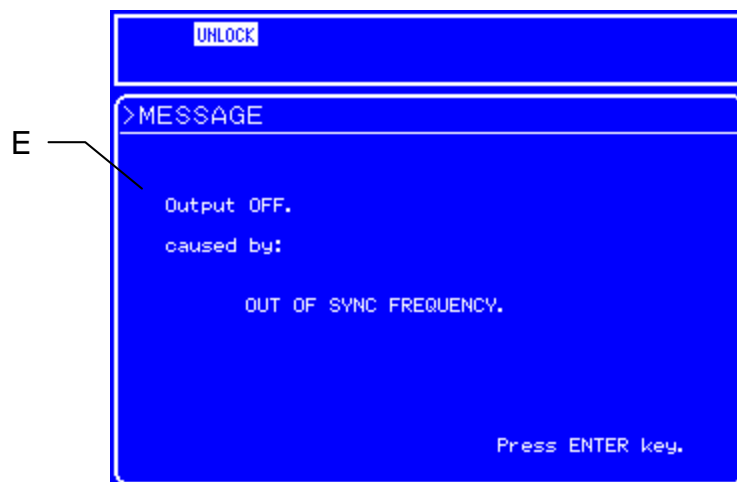 UNLOCK
>MESSAGE
E
Output OFF.
caused by:
OUT OF SYNC FREQUENCY.
Press ENTER key.